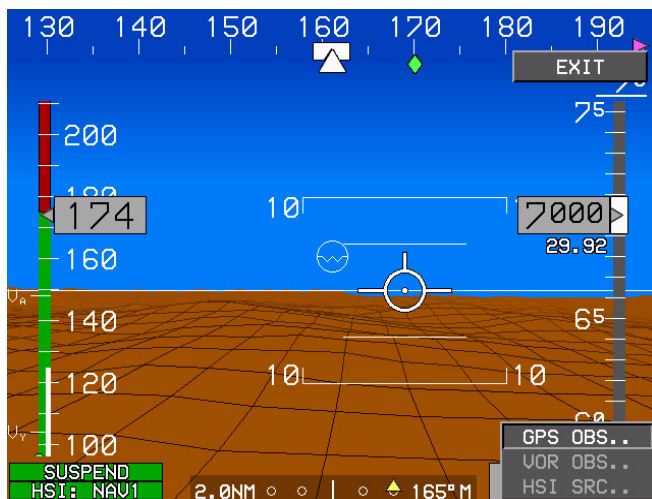 130 140 150 160 170 180 190
EXIT
200
75
174
10
7000
29.92
160
140
65
120
10 10
100
SUSPEND
HSI: NAV1
2.0NM 165°M
GPS OBS..
VOR OBS..
HSI SRC..
V A
V Y